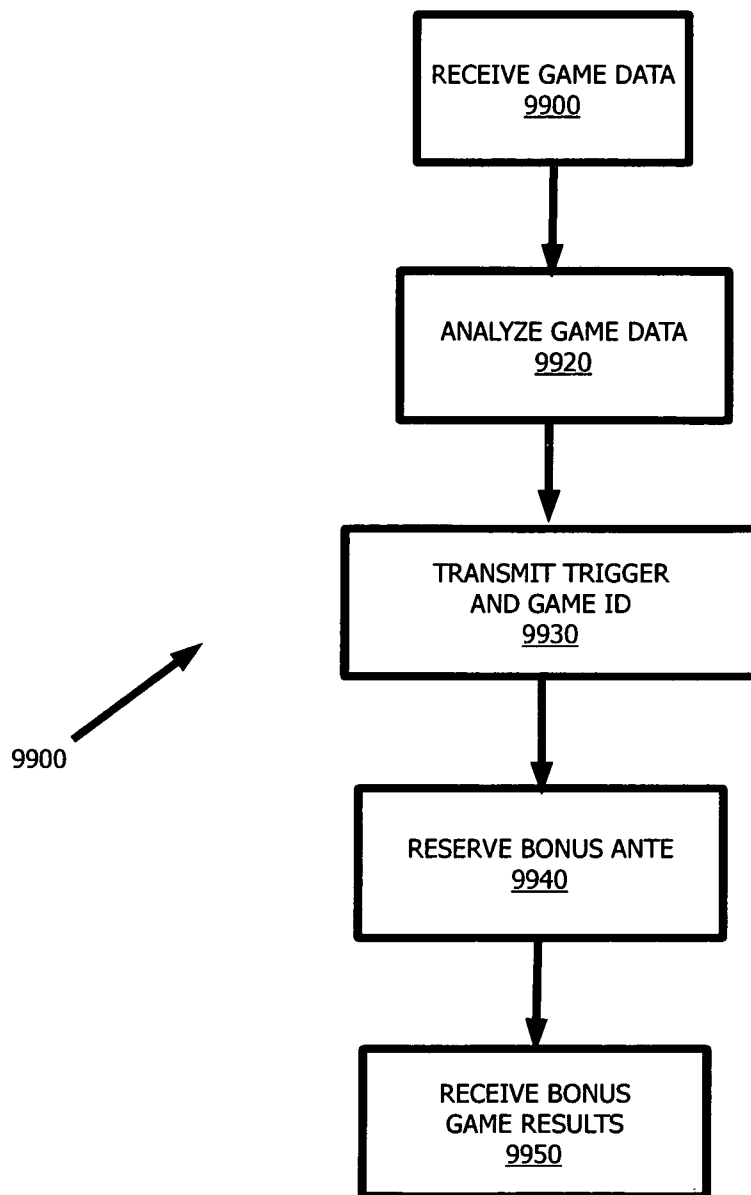 RECEIVE GAME DATA
9900
ANALYZE GAME DATA
9920
TRANSMIT TRIGGER
AND GAME ID
9930
9900
RESERVE BONUS ANTE
9940
RECEIVE BONUS
GAME RESULTS
9950